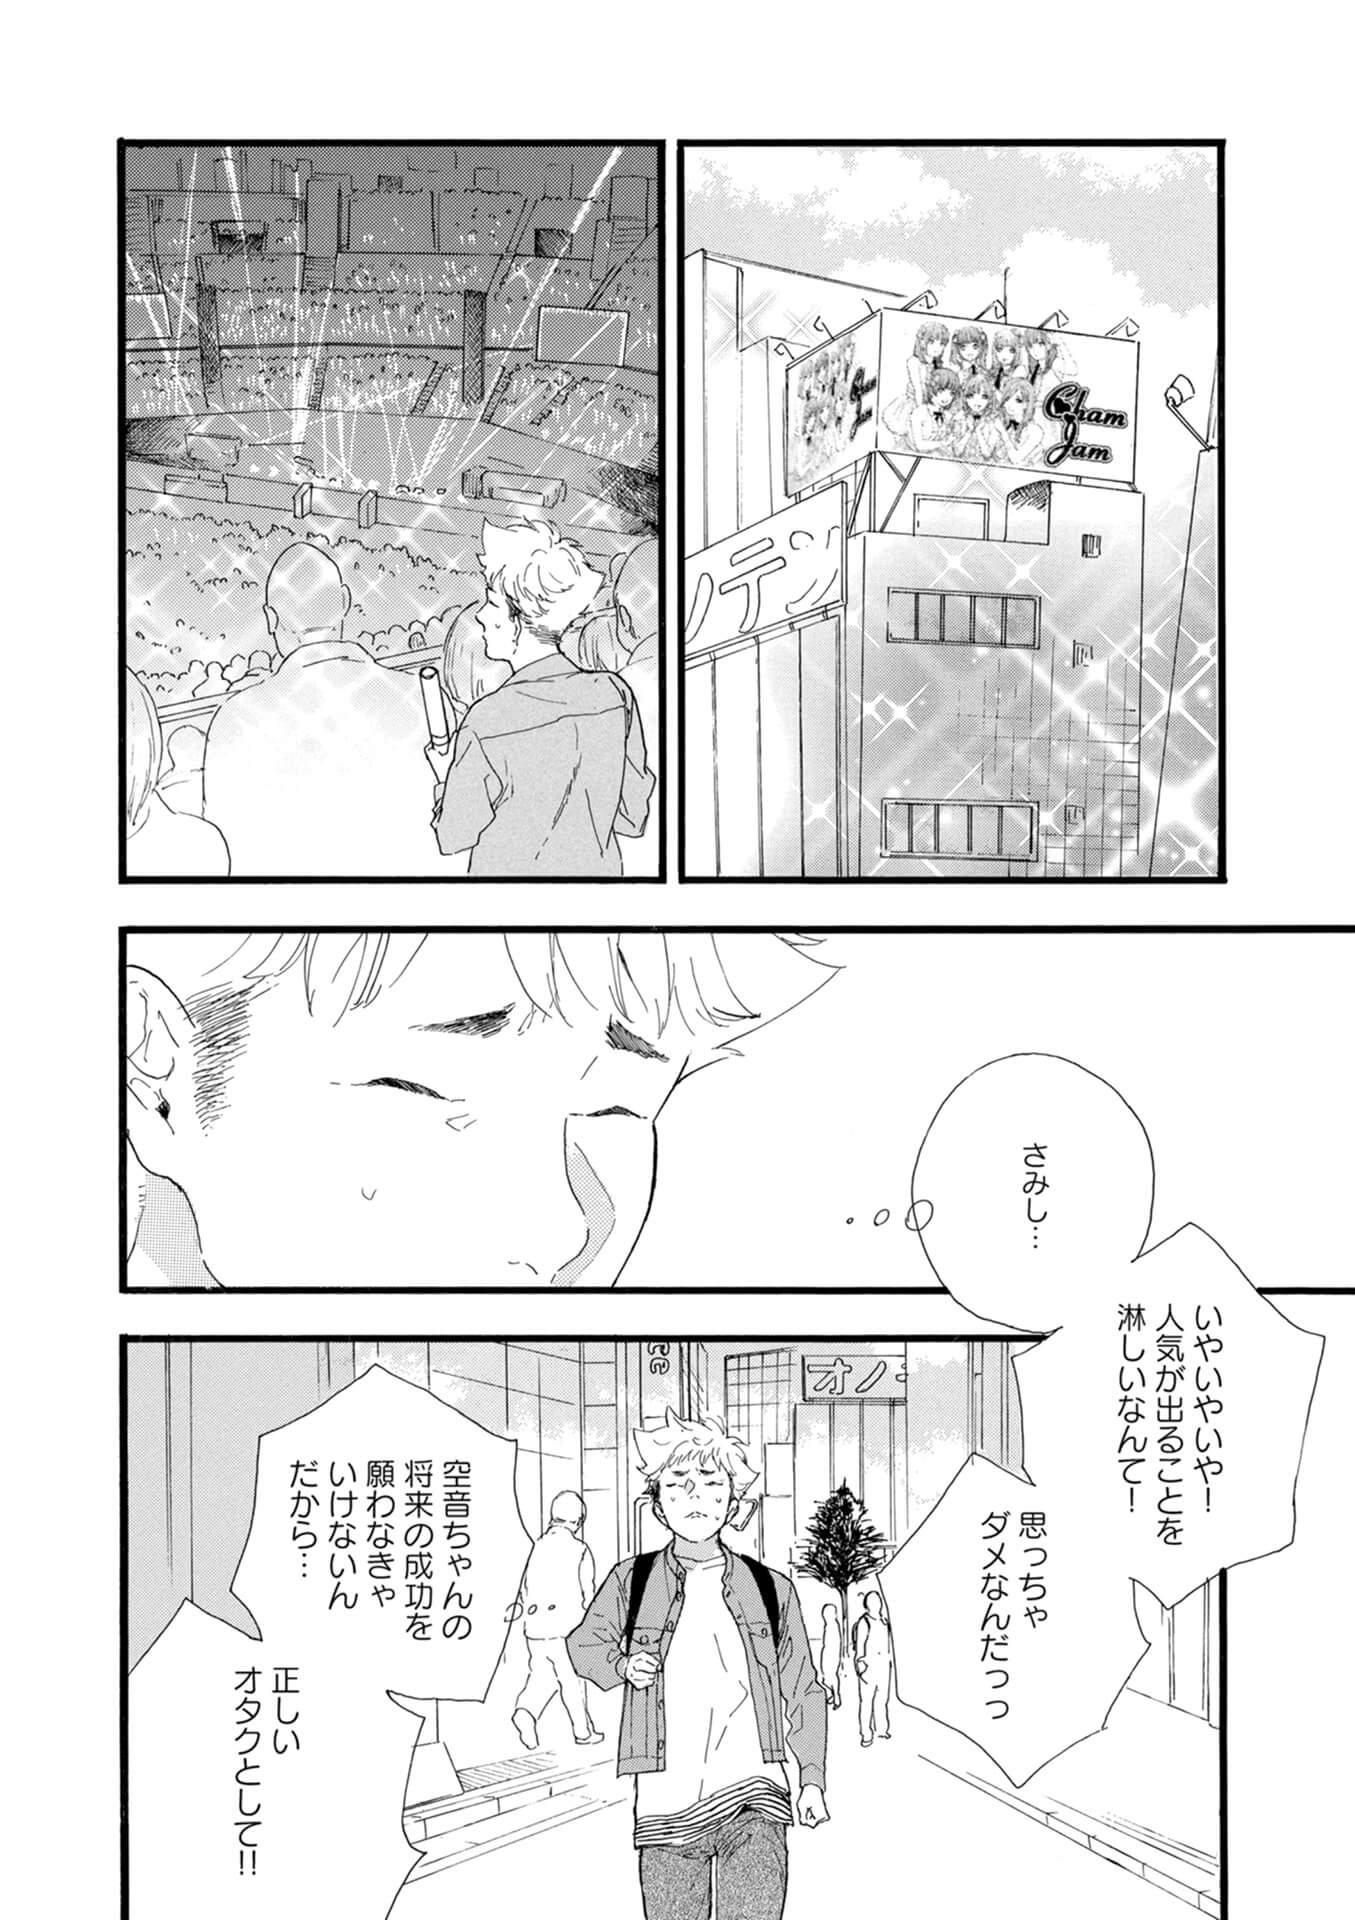 Cham
Jam
ンテン
さみし…
いやいやいや！
人気が出ることを
淋しいなんて！
思っちゃ
ダメなんだっっ
オノ
空音ちゃんの
将来の成功を
願わなきゃ
いけないん
だから…
正しい
オタクとして!!